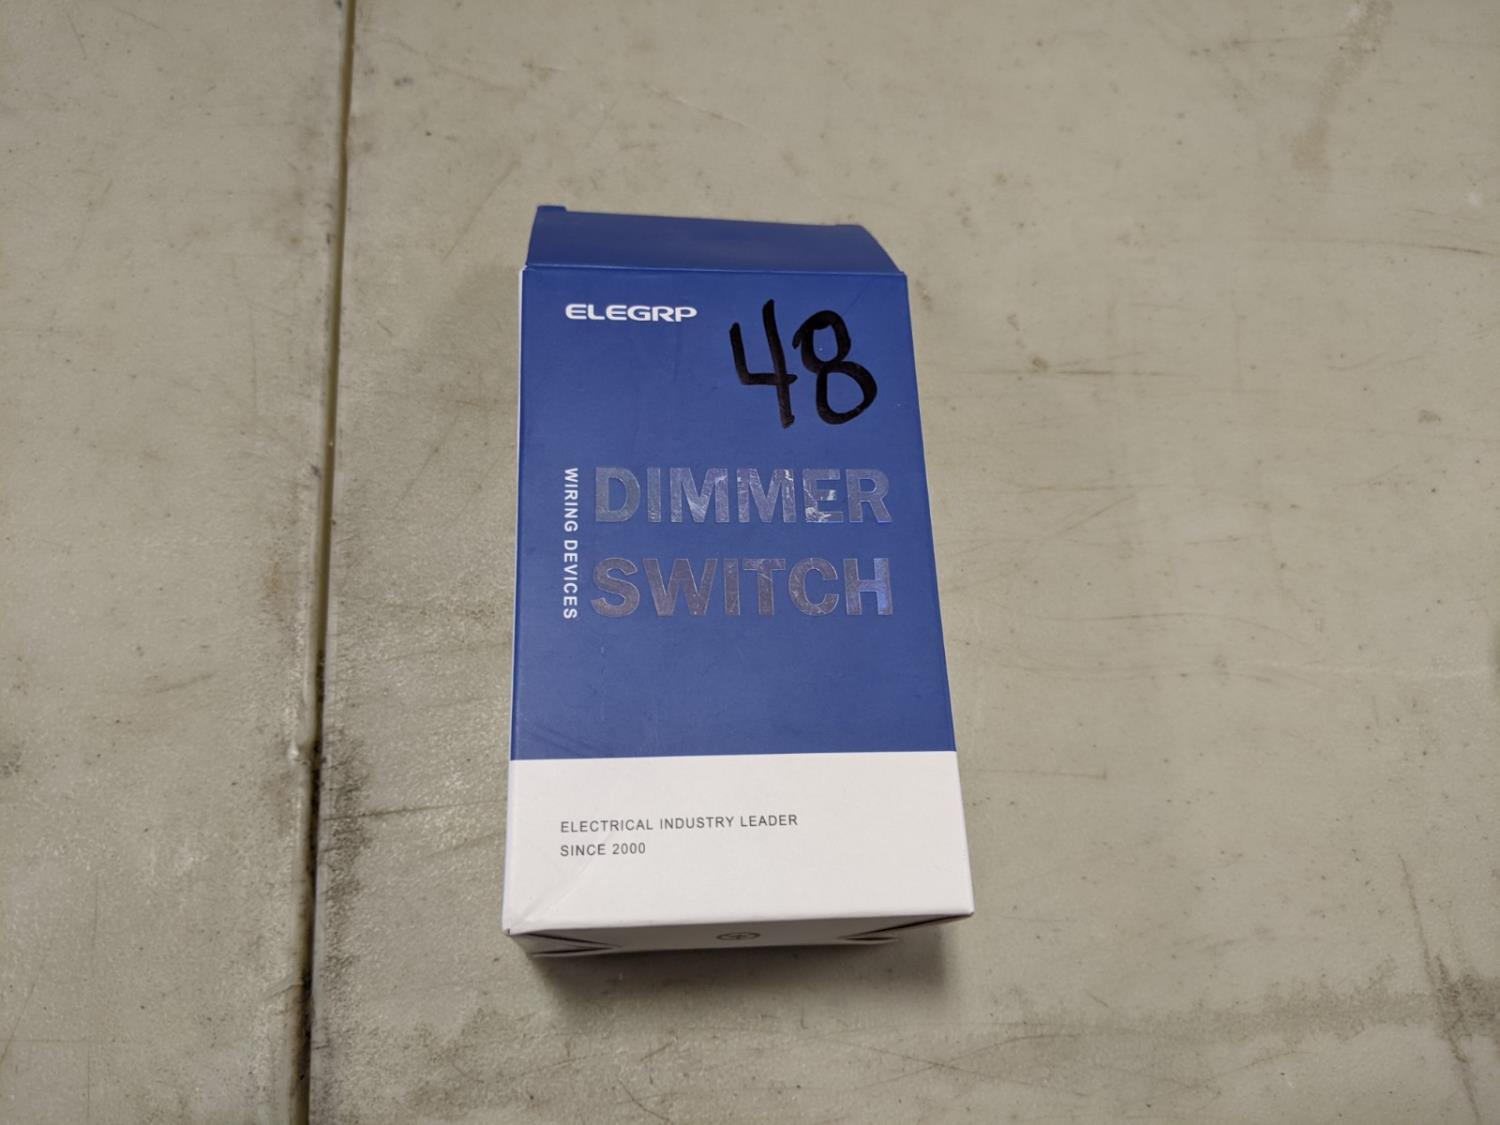 ELEGRP
48
WIRING DEVICES
DIMMER
SWITCH
ELECTRICAL INDUSTRY LEADER
SINCE 2000